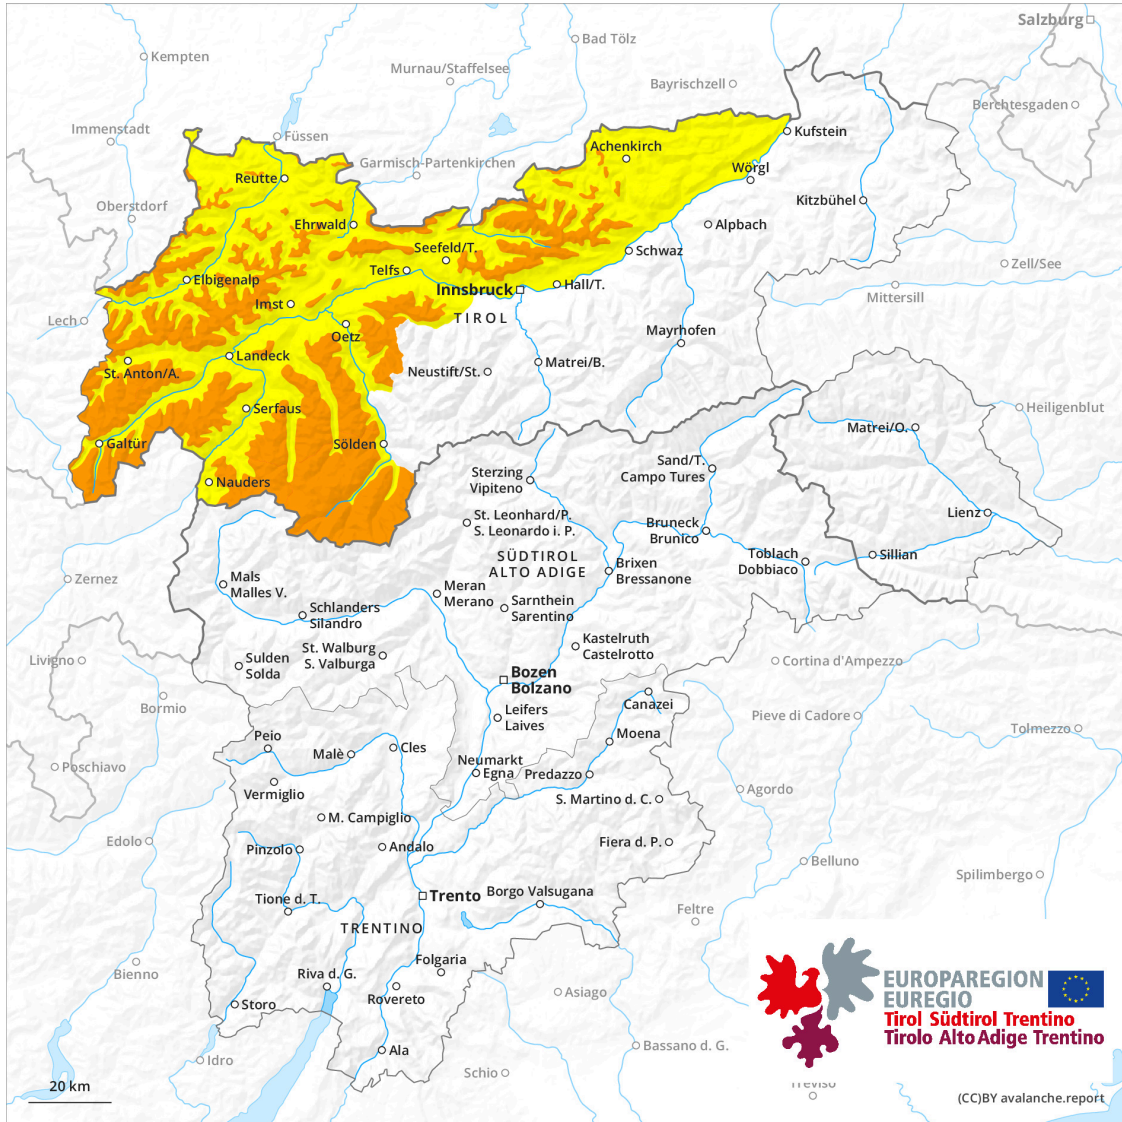 Salzburg
Bad Tölz
Kempten
Murnau/Staffelsee
Bayrischzell
Berchtesgaden
Immenstadt
Füssen
Kufstein
Achenkirch
Garmisch-Partenkirchen
Wörgl
Reutte
Kitzbühel
Oberstdorf
Ehrwald
Alpbach
Seefeld/T.
Schwaz
Zell/See
Telfs
Elbigenalp
Hall/T.
Innsbruck
Mittersill
Imst
TIROL
Lech
Mayrhofen
Oetz
Landeck
Matrei/B.
St. Anton/A.
Neustift/St.
Serfaus
Heiligenblut
Matrei/O.
Galtür
Sölden
Sand/T.
Campo Tures
Sterzing
Vipiteno
Nauders
St. Leonhard/P.
S. Leonardo i. P.
Lienz
Bruneck
Brunico
SÜDTIROL
ALTO ADIGE
Toblach
Dobbiaco
Sillian
Brixen
Bressanone
Zernez
Mals
Malles V.
Meran
Merano
Sarnthein
Sarentino
Schlanders
Silandro
Kastelruth
Castelrotto
St. Walburg
S. Valburga
Livigno
Sulden
Solda
Cortina d'Ampezzo
Bozen
Bolzano
Bormio
Canazei
Leifers
Laives
Pieve di Cadore
Tolmezzo
Peio
Moena
Malè
Cles
Neumarkt
Egna
Predazzo
Poschiavo
Vermiglio
Agordo
S. Martino d. C.
M. Campiglio
Edolo
Pinzolo
Andalo
Fiera d. P.
Belluno
Spilimbergo
Trento
Borgo Valsugana
Tione d. T.
Feltre
TRENTINO
Folgaria
Bienno
Riva d. G.
Rovereto
Asiago
Storo
EUROPAREGION
EUREGIO
Tirol Südtirol Trentino
Tirolo Alto Adige Trentino
Ala
Bassano d. G.
Idro
Schio
20 km
Treviso
(CC)BY avalanche.report